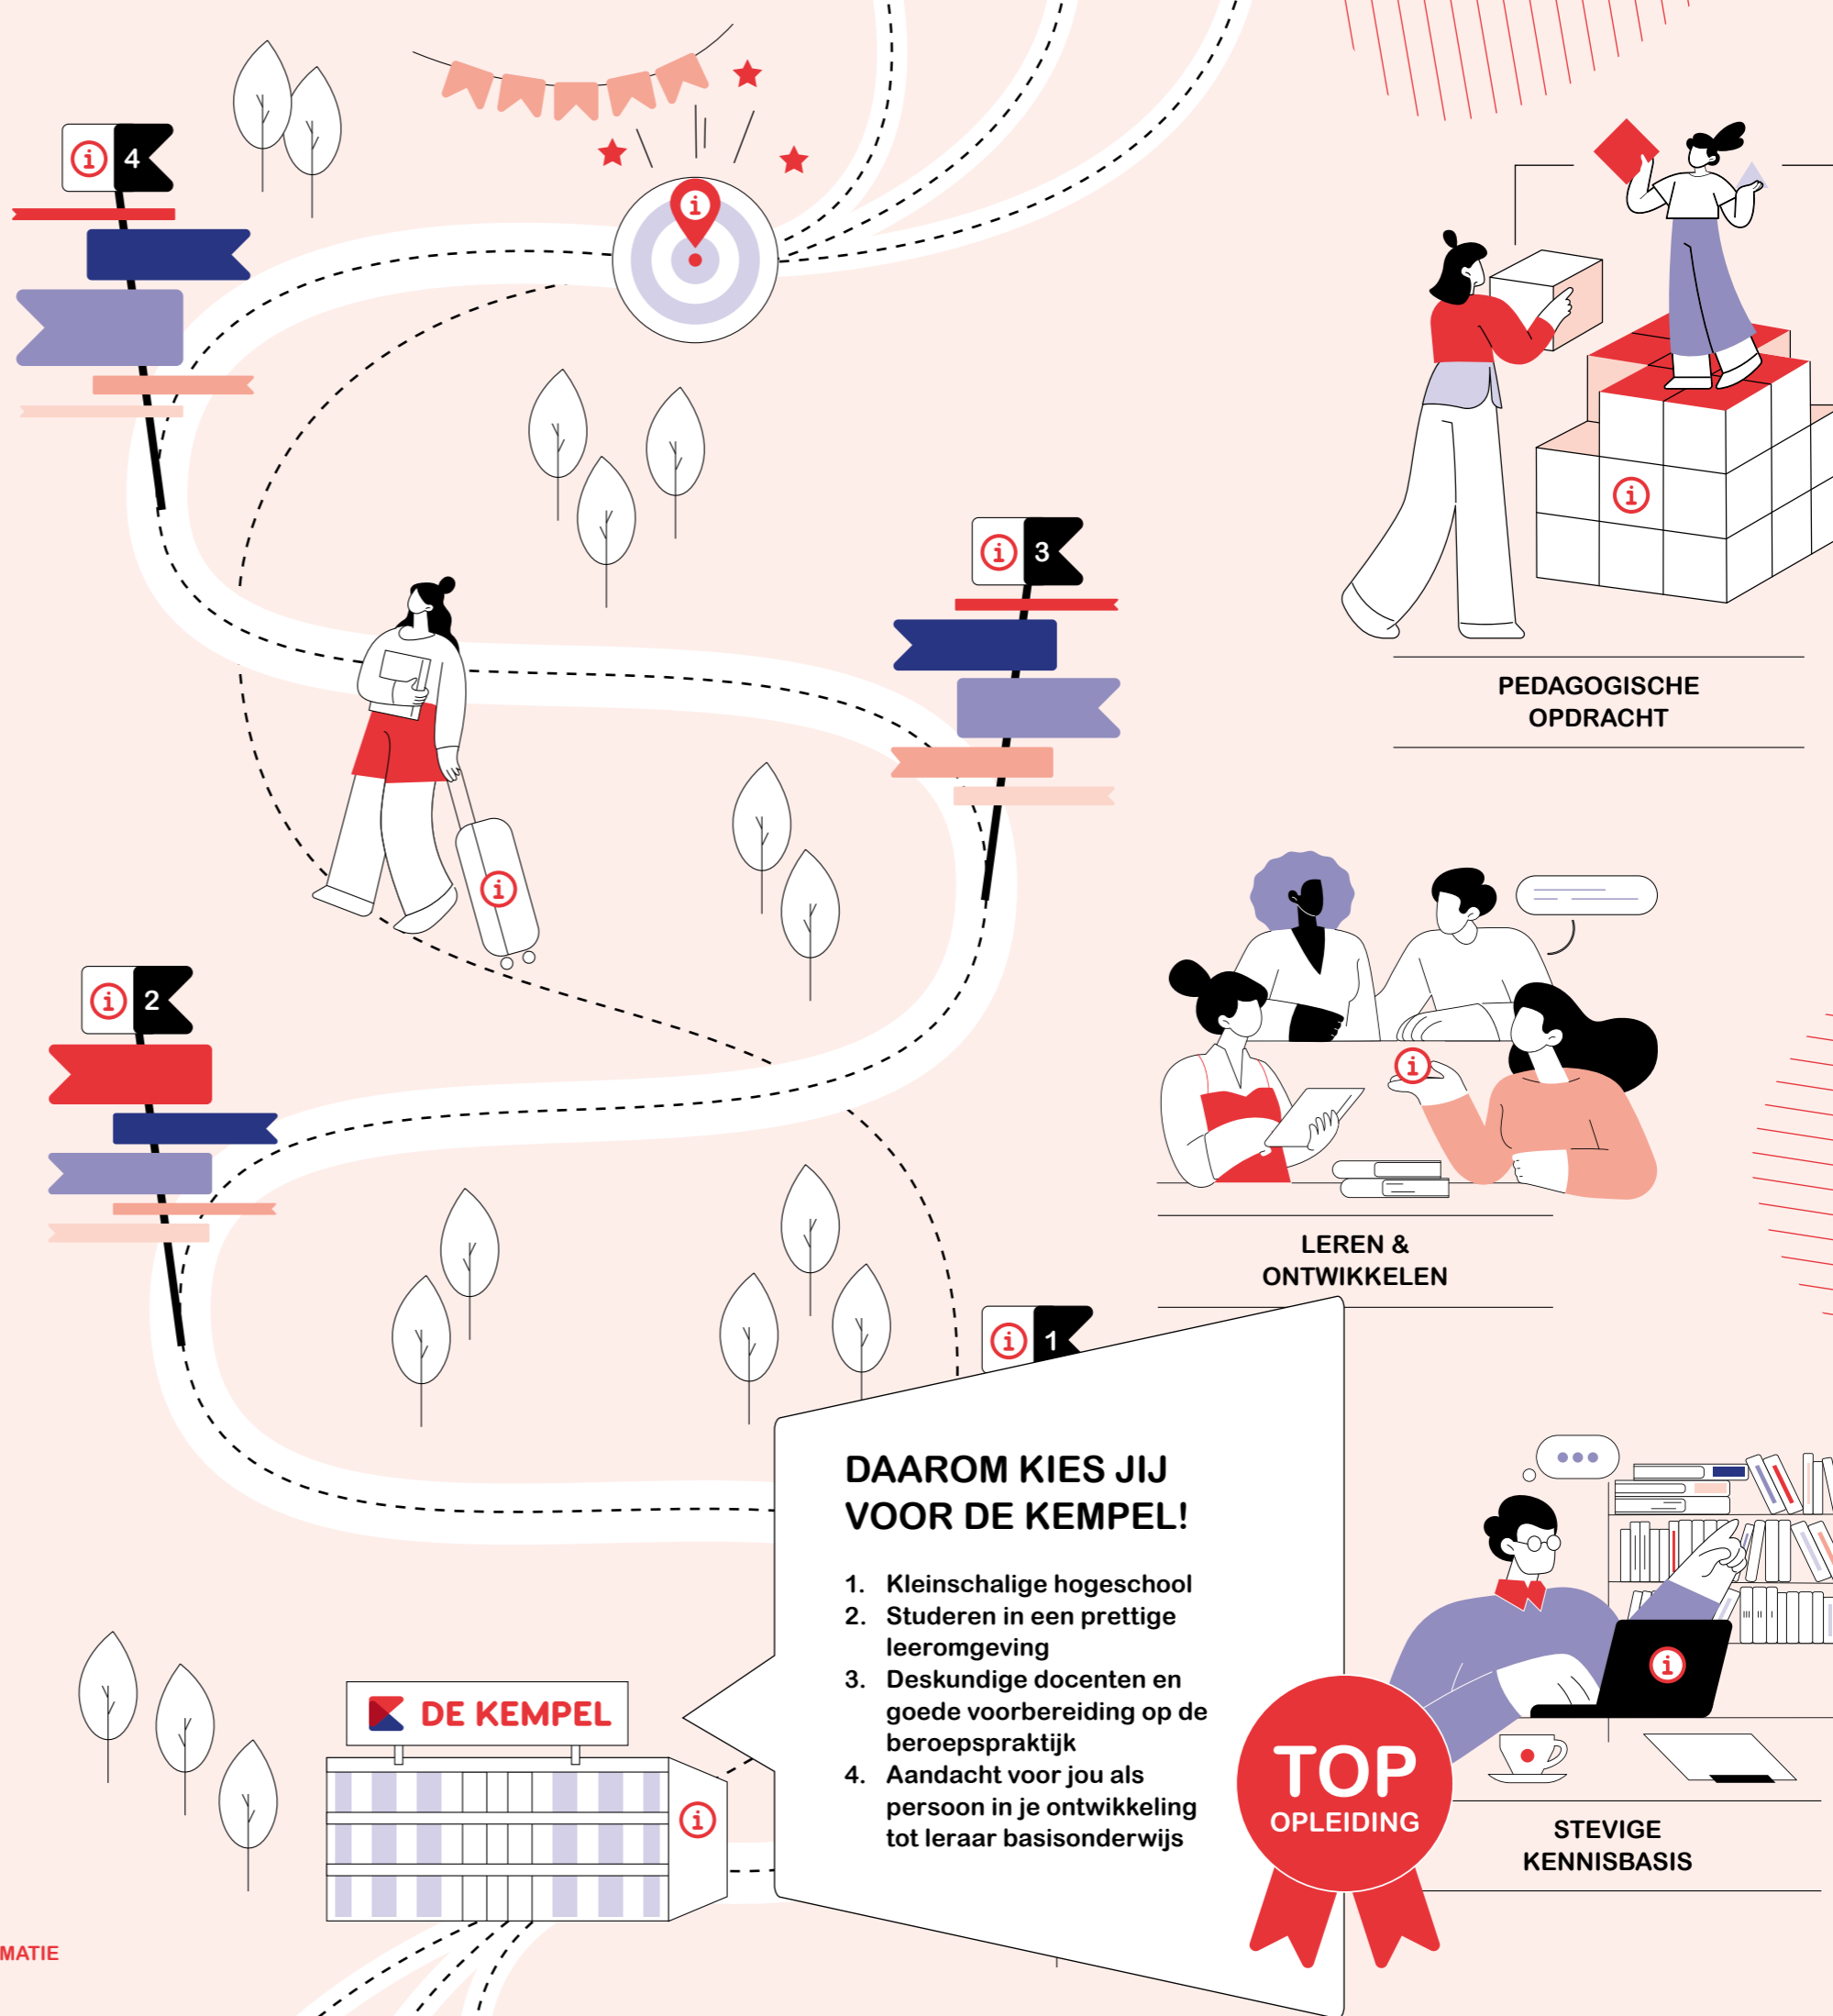 4
3
PEDAGOGISCHE
OPDRACHT
2
LEREN &
ONTWIKKELEN
1
DAAROM KIES JIJ
VOOR DE KEMPEL!
1. Kleinschalige hogeschool
2. Studeren in een prettige
leeromgeving
3. Deskundige docenten en
goede voorbereiding op de
beroepspraktijk
4. Aandacht voor jou als
persoon in je ontwikkeling
tot leraar basisonderwijs
DE KEMPEL
TOP
OPLEIDING
STEVIGE
KENNISBASIS
MATIE